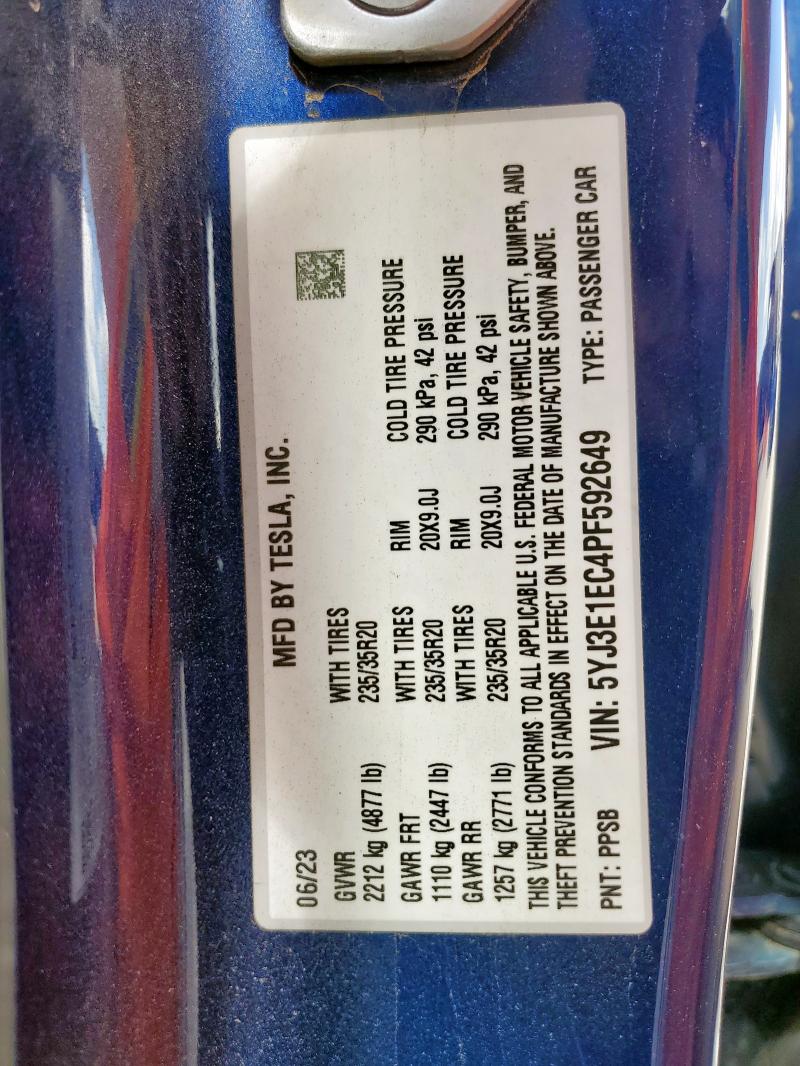 MFD BY TESLA, INC.
06/23
GVWR WITH TIRES
2212 kg (4877 lb) 235/35R20
GAWR FRT WITH TIRES RIM COLD TIRE PRESSURE
1110 kg (2447 lb) 235/35R20 20X9.0J 290 kPa, 42 psi
GAWR RR WITH TIRES RIM COLD TIRE PRESSURE
1257 kg (2771 lb) 235/35R20 20X9.0J 290 kPa, 42 psi
THIS VEHICLE CONFORMS TO ALL APPLICABLE U.S. FEDERAL MOTOR VEHICLE SAFETY, BUMPER, AND
THEFT PREVENTION STANDARDS IN EFFECT ON THE DATE OF MANUFACTURE SHOWN ABOVE.
PNT: PPSB VIN: 5YJ3E1EC4PF592649 TYPE: PASSENGER CAR